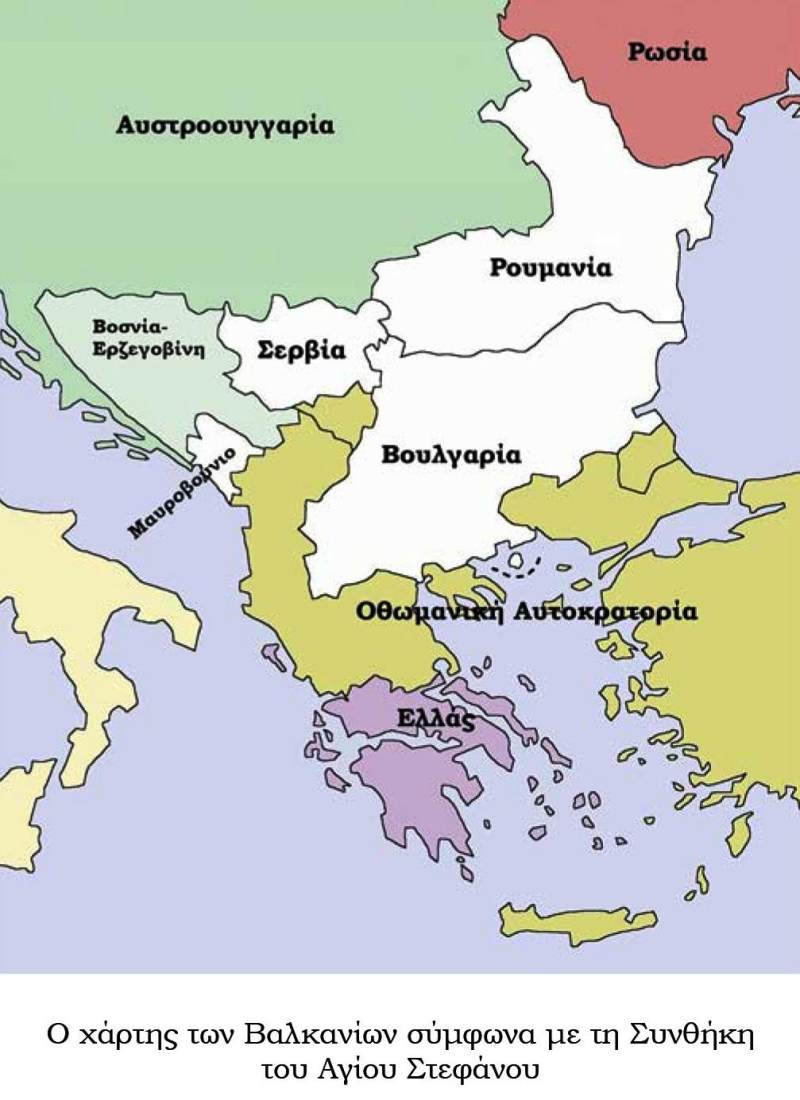 Ρωσία
Αυστροουγγαρία
Ρουμανία
Βοσνία-
Ερζεγοβίνη
Σερβία
Βουλγαρία
Μαυροβούνιο
Οθωμανική Αυτοκρατορία
Ελλάς
Ο χάρτης των Βαλκανίων σύμφωνα με τη Συνθήκη
του Αγίου Στεφάνου